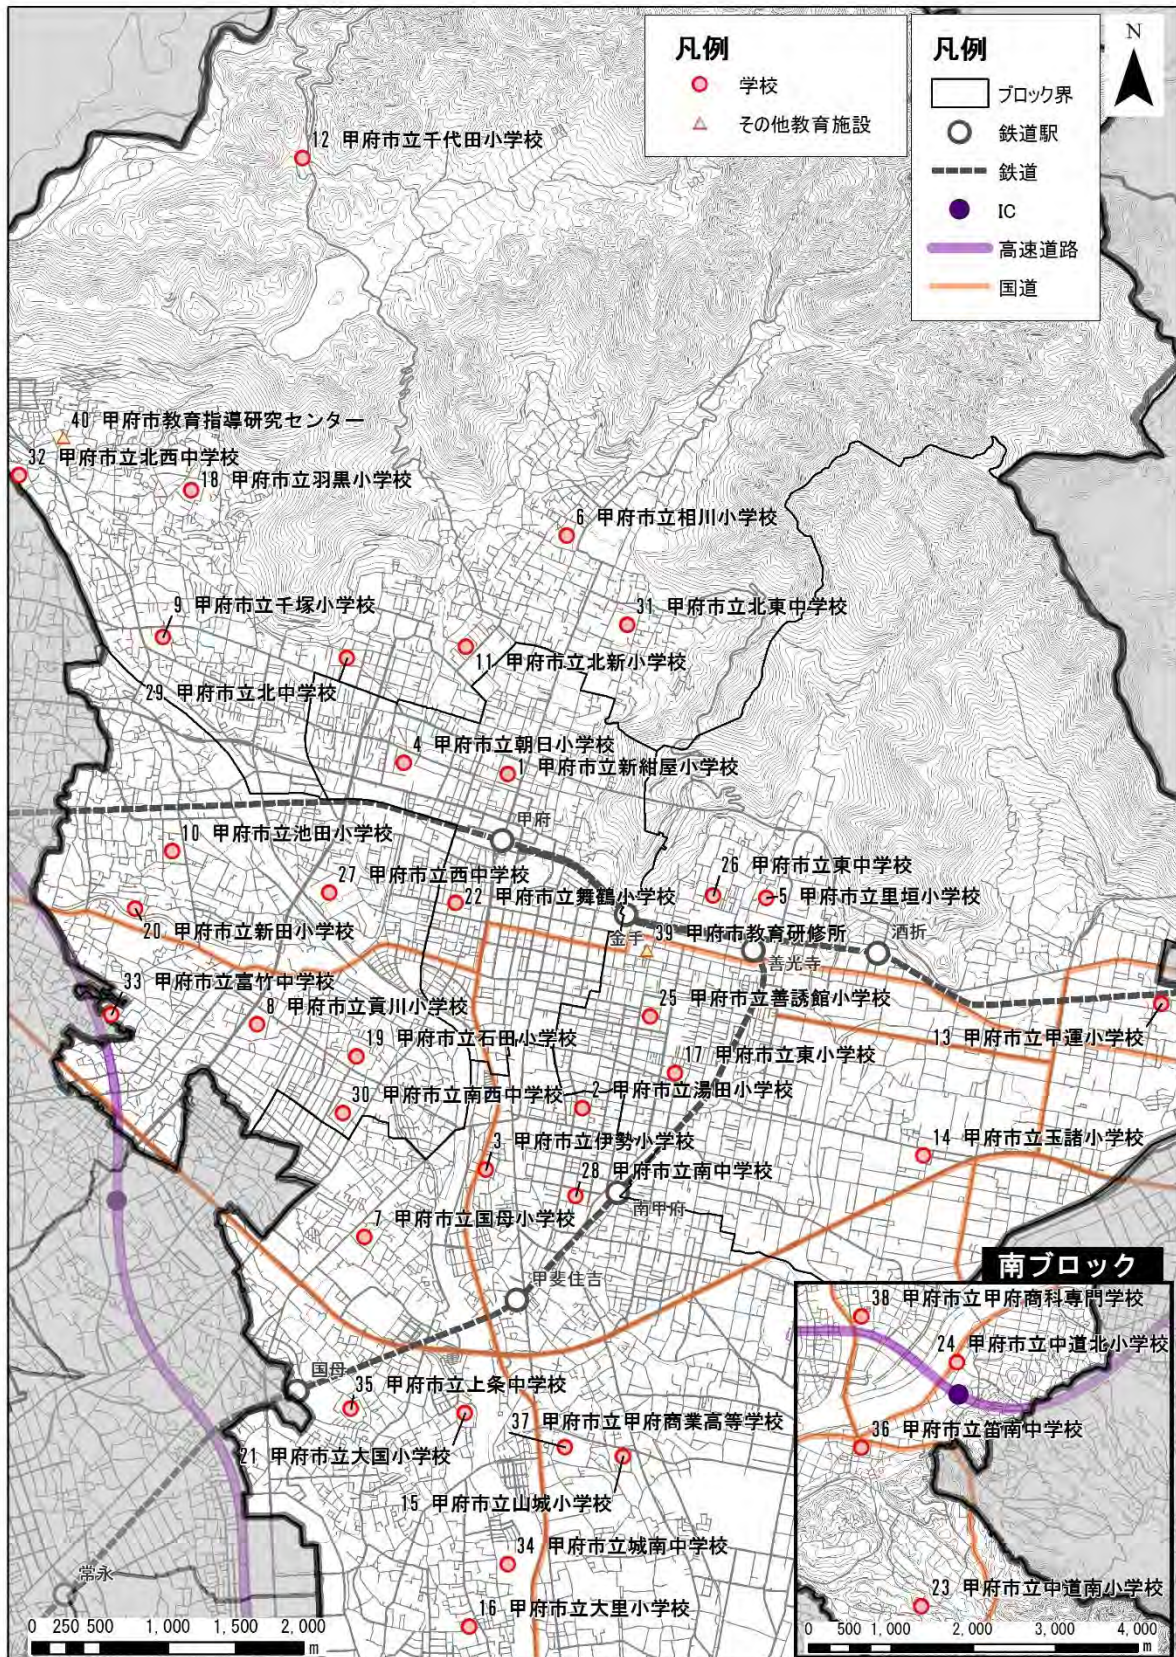 凡例
学校
その他教育施設
凡例
ブロック界
鉄道駅
鉄道
IC
高速道路
国道
N
12 甲府市立千代田小学校
40 甲府市教育指導研究センター
32 甲府市立北西中学校
18 甲府市立羽黒小学校
6 甲府市立相川小学校
9 甲府市立千塚小学校
31 甲府市立北東中学校
11 甲府市立北新小学校
29 甲府市立北中学校
4 甲府市立朝日小学校
1 甲府市立新紺屋小学校
甲府
10 甲府市立池田小学校
27 甲府市立西中学校
26 甲府市立東中学校
22 甲府市立舞鶴小学校
5 甲府市立里垣小学校
20 甲府市立新田小学校
金手
39 甲府市教育研修所
酒折
善光寺
33 甲府市立富竹中学校
8 甲府市立貢川小学校
25 甲府市立善誘館小学校
19 甲府市立石田小学校
13 甲府市立甲運小学校
17 甲府市立東小学校
30 甲府市立南西中学校
2 甲府市立湯田小学校
3 甲府市立伊勢小学校
14 甲府市立玉諸小学校
28 甲府市立南中学校
南甲府
7 甲府市立国母小学校
甲斐住吉
国母
35 甲府市立上条中学校
37 甲府市立甲府商業高等学校
21 甲府市立大国小学校
15 甲府市立山城小学校
34 甲府市立城南中学校
常永
16 甲府市立大里小学校
0 250 500 1,000 1,500 2,000
m
南ブロック
38 甲府市立甲府商科専門学校
24 甲府市立中道北小学校
36 甲府市立笛南中学校
23 甲府市立中道南小学校
0 500 1,000 2,000 3,000 4,000
m